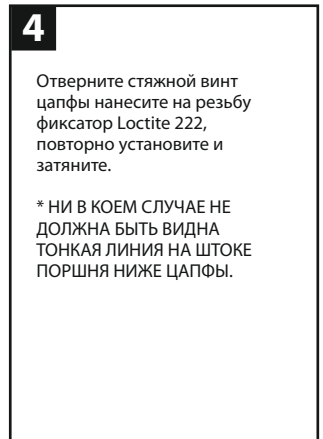 4
Отверните стяжной винт
цапфы нанесите на резьбу
фиксатор Loctite 222,
повторно установите и
затяните.
* НИ В КОЕМ СЛУЧАЕ НЕ
ДОЛЖНА БЫТЬ ВИДНА
ТОНКАЯ ЛИНИЯ НА ШТОКЕ
ПОРШНЯ НИЖЕ ЦАПФЫ.